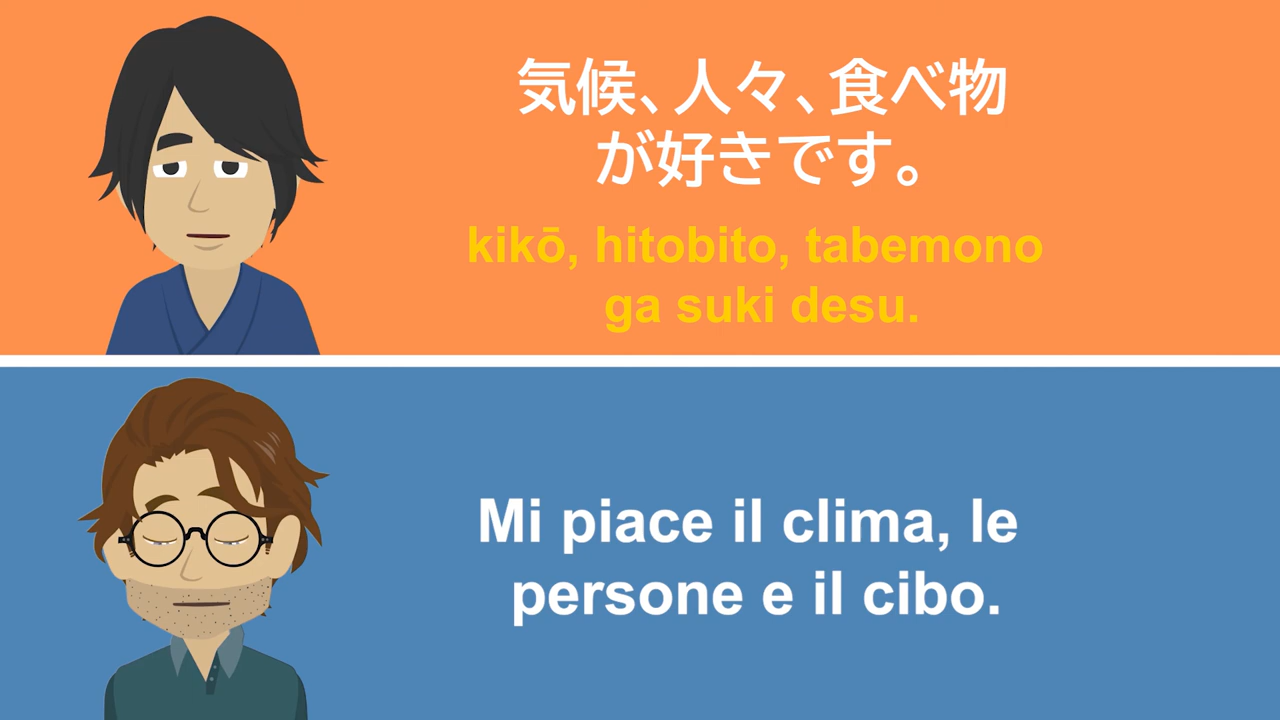 気候、人々、食べ物
が好きです。
kikō, hitobito, tabemono
ga suki desu.
Mi piace il clima, le
persone e il cibo.